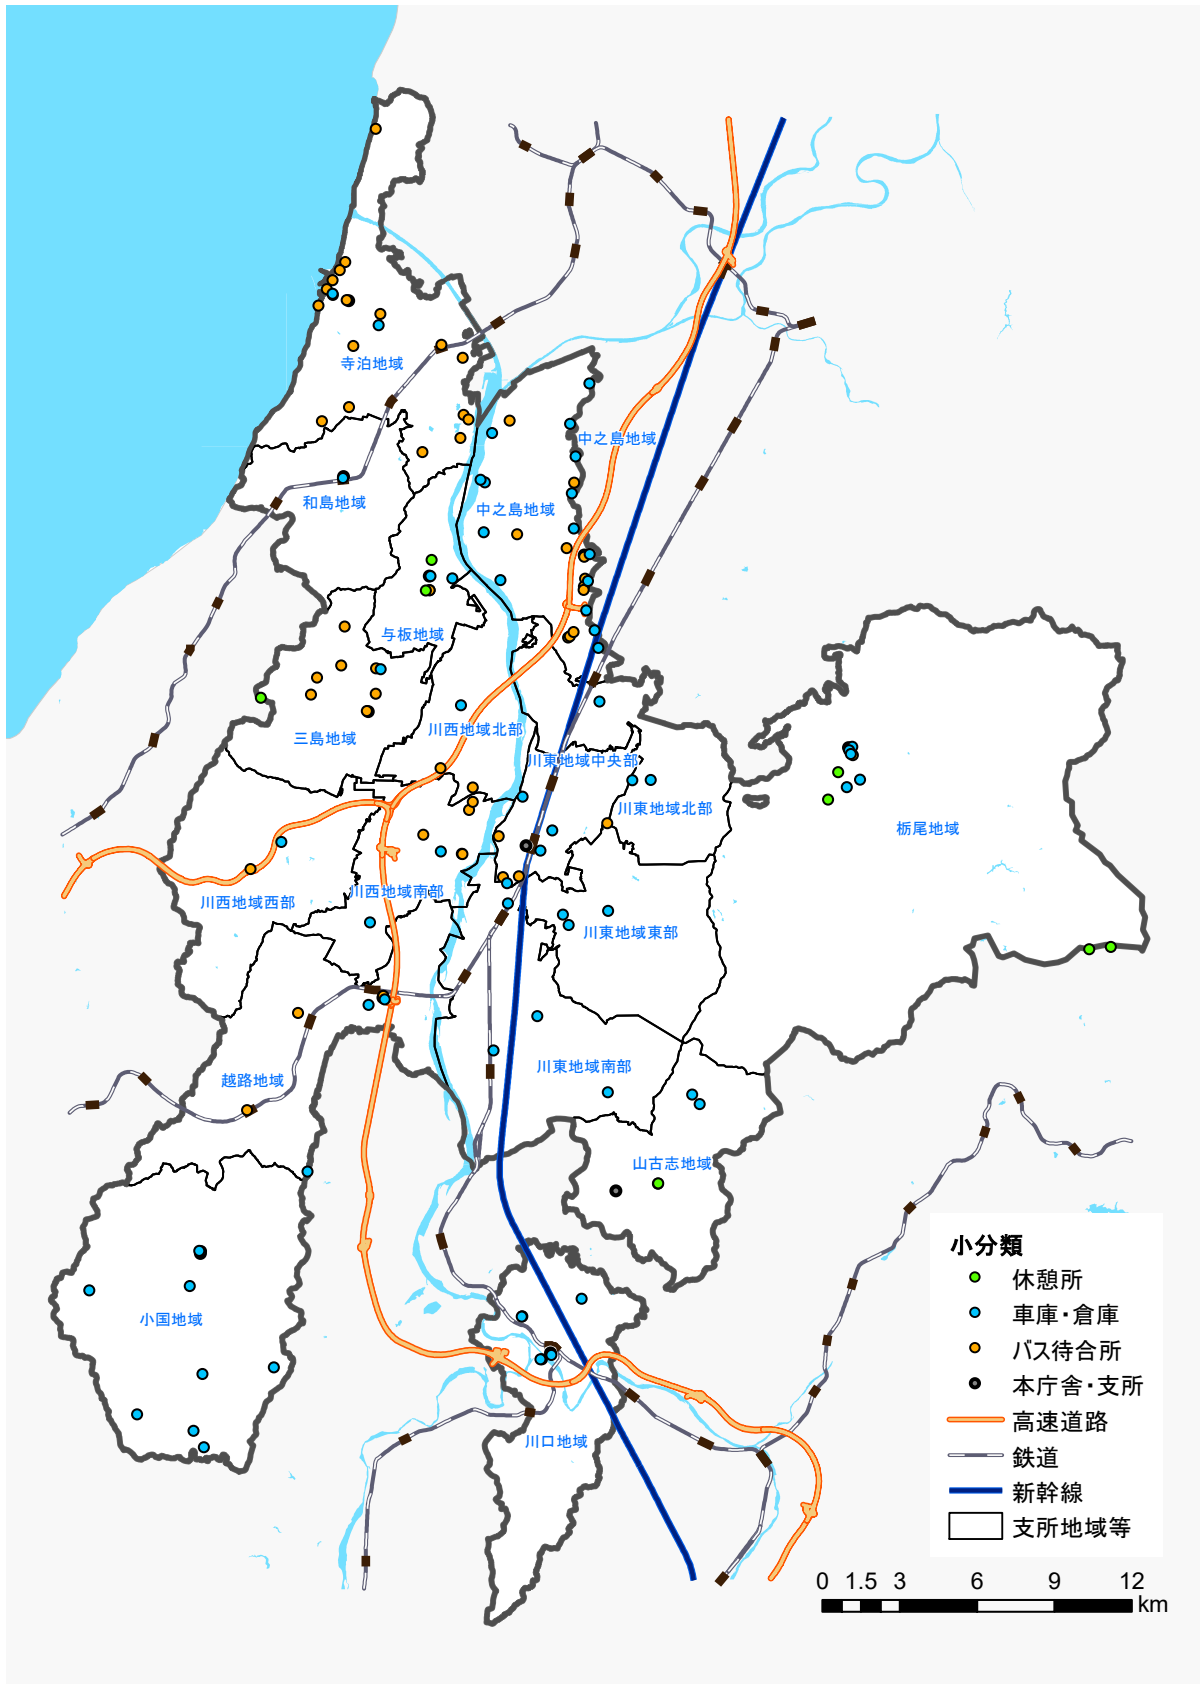 寺泊地域
中之島地域
和島地域
中之島地域
与板地域
三島地域
川西地域北部
川東地域中央部
川東地域北部
栃尾地域
川西地域西部
川西地域南部
川東地域東部
越路地域
川東地域南部
山古志地域
小国地域
川口地域
小分類
休憩所
車庫・倉庫
バス待合所
本庁舎・支所
高速道路
鉄道
新幹線
支所地域等
0 1.5 3 6 9 12
km